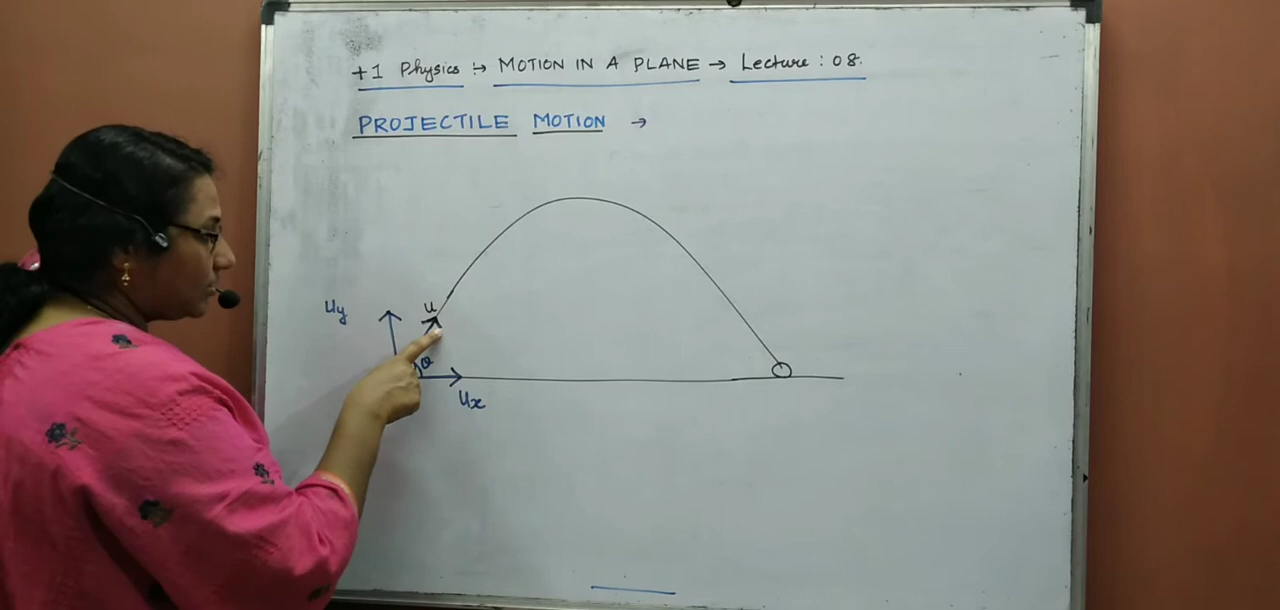 +1 Physics :→ MOTION IN A PLANE → Lecture : 08.
PROJECTILE MOTION →
u
uy
θ
ux